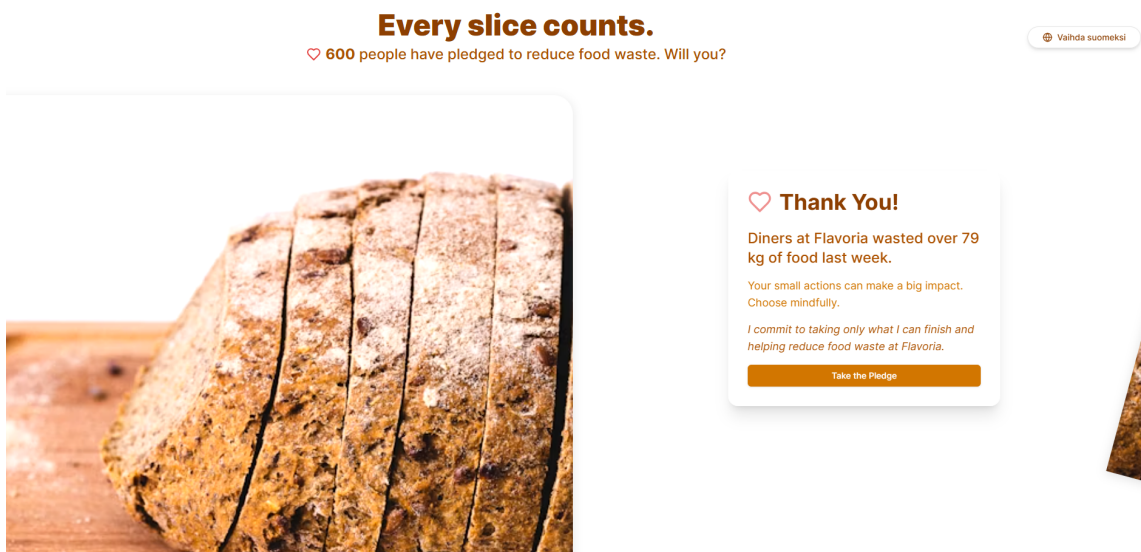 Every slice counts.
600 people have pledged to reduce food waste. Will you?
Vaihda suomeksi
Thank You!
Diners at Flavoria wasted over 79
kg of food last week.
Your small actions can make a big impact.
Choose mindfully.
I commit to taking only what I can finish and
helping reduce food waste at Flavoria.
Take the Pledge